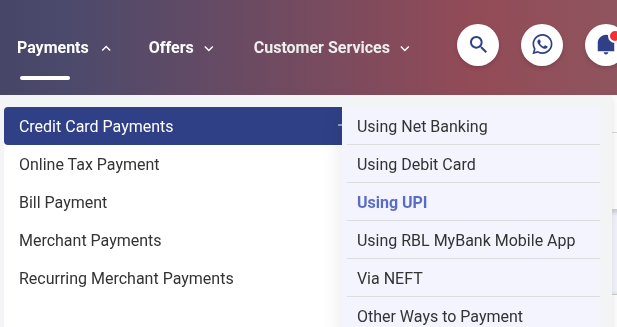 Payments Offers Customer Services
Credit Card Payments
Online Tax Payment
Bill Payment
Merchant Payments
Recurring Merchant Payments
Using Net Banking
Using Debit Card
Using UPI
Using RBL MyBank Mobile App
Via NEFT
Other Ways to Payment